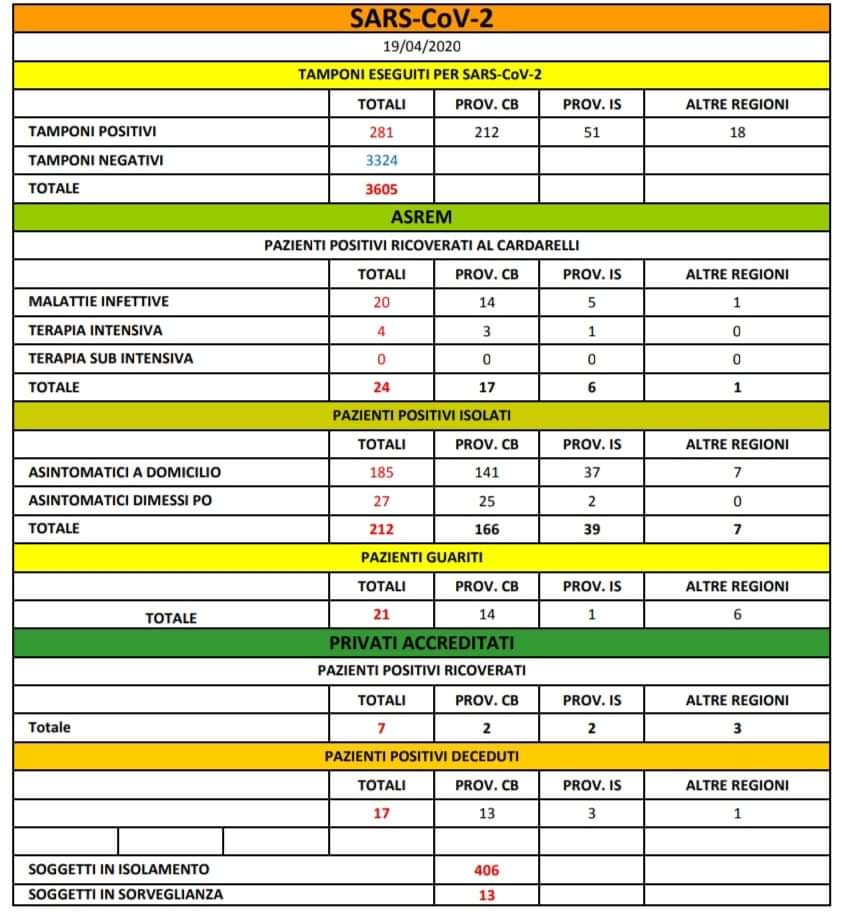 SARS-CoV-2
19/04/2020
TAMPONI ESEGUITI PER SARS-CoV-2
TOTALI PROV. CB PROV. IS ALTRE REGIONI
TAMPONI POSITIVI 281 212 51 18
TAMPONI NEGATIVI 3324
TOTALE 3605
ASREM
PAZIENTI POSITIVI RICOVERATI AL CARDARELLI
TOTALI PROV. CB PROV. IS ALTRE REGIONI
MALATTIE INFETTIVE 20 14 5 1
TERAPIA INTENSIVA 4 3 1 0
TERAPIA SUB INTENSIVA 0 0 0 0
TOTALE 24 17 6 1
PAZIENTI POSITIVI ISOLATI
TOTALI PROV. CB PROV. IS ALTRE REGIONI
ASINTOMATICI A DOMICILIO 185 141 37 7
ASINTOMATICI DIMESSI PO 27 25 2 0
TOTALE 212 166 39 7
PAZIENTI GUARITI
TOTALI PROV. CB PROV. IS ALTRE REGIONI
TOTALE 21 14 1 6
PRIVATI ACCREDITATI
PAZIENTI POSITIVI RICOVERATI
TOTALI PROV. CB PROV. IS ALTRE REGIONI
Totale 7 2 2 3
PAZIENTI POSITIVI DECEDUTI
TOTALI PROV. CB PROV. IS ALTRE REGIONI
17 13 3 1
SOGGETTI IN ISOLAMENTO 406
SOGGETTI IN SORVEGLIANZA 13